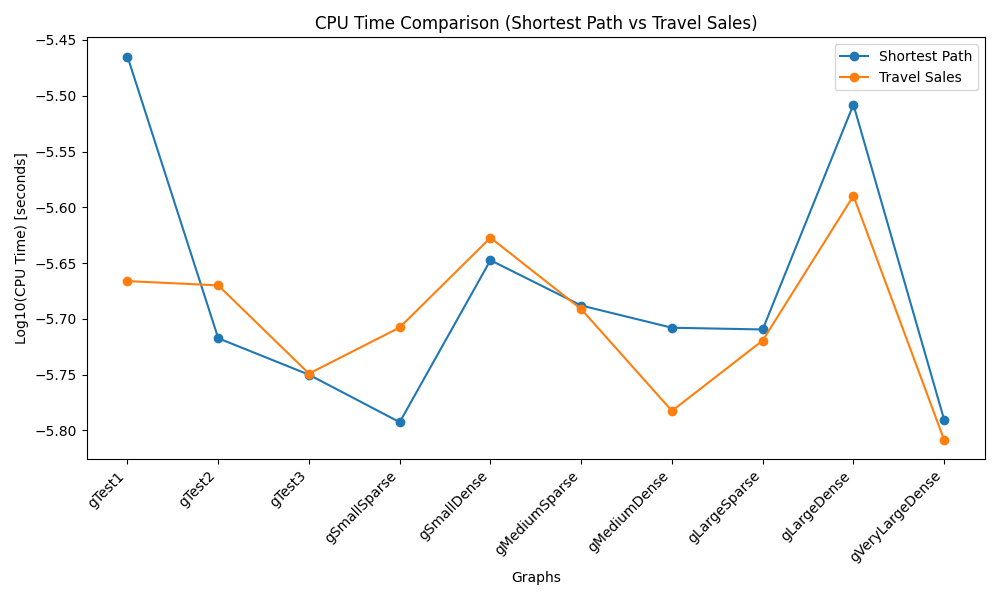 CPU Time Comparison (Shortest Path vs Travel Sales)
Shortest Path
Travel Sales
Log10(CPU Time) [seconds]
−5.45
−5.50
−5.55
−5.60
−5.65
−5.70
−5.75
−5.80
gTest1
gTest2
gTest3
gSmallSparse
gSmallDense
gMediumSparse
gMediumDense
gLargeSparse
gLargeDense
gVeryLargeDense
Graphs